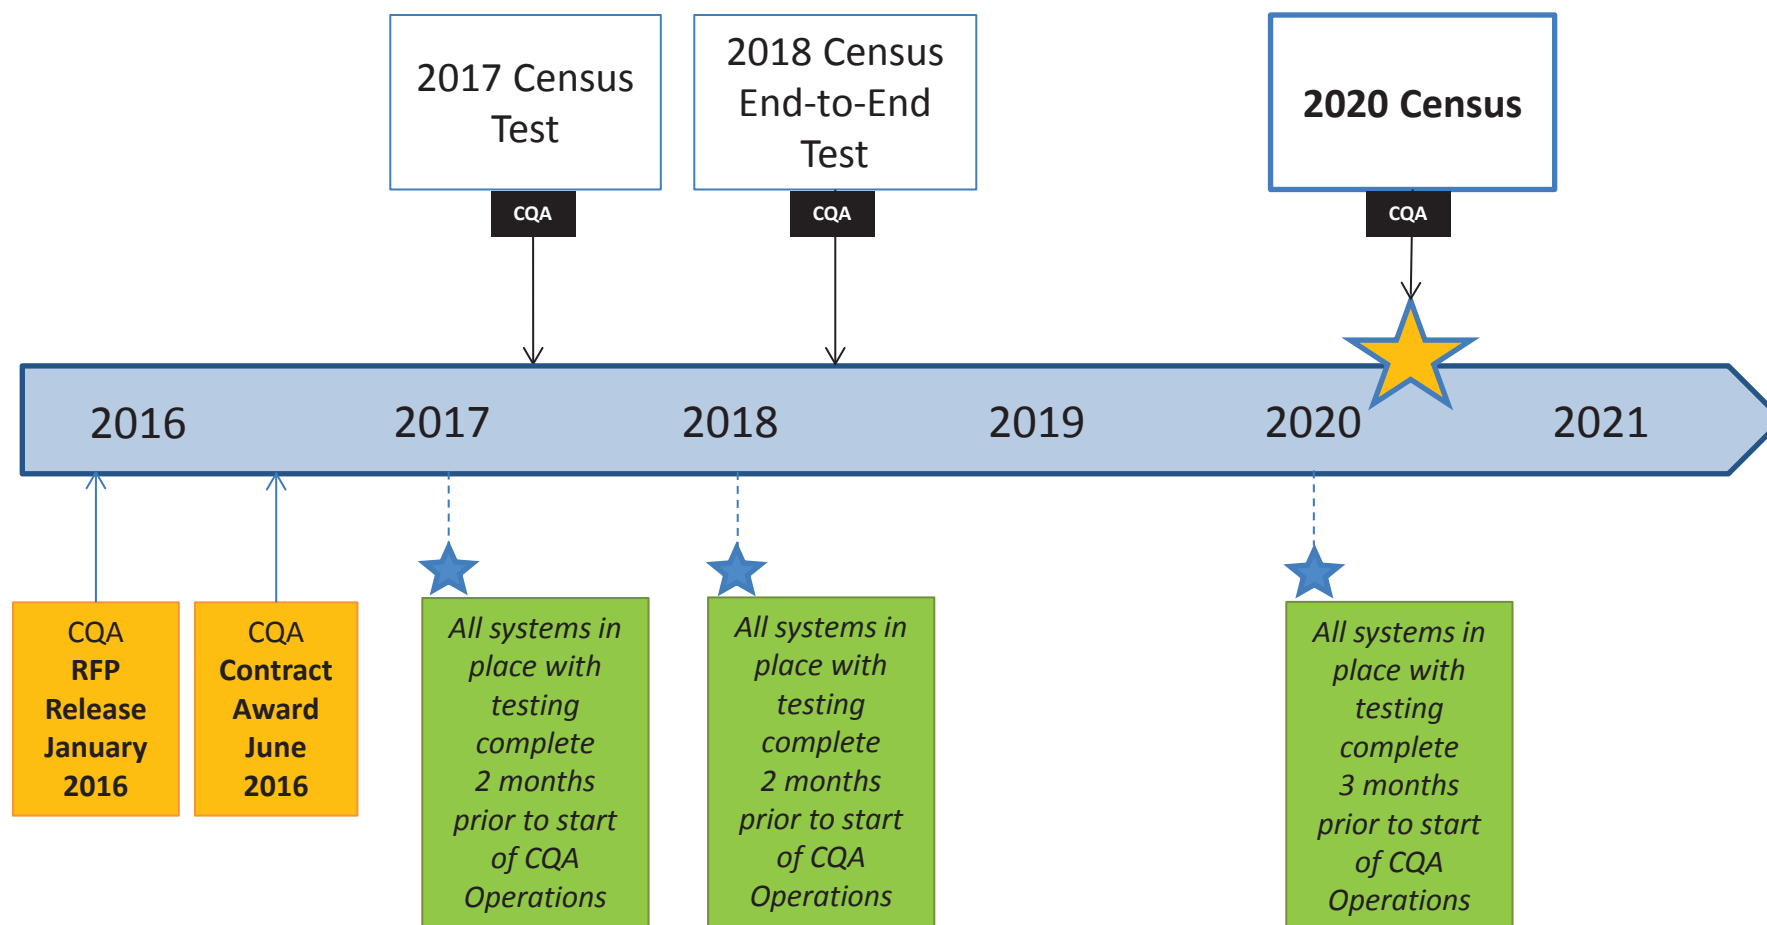 2017 Census
Test
CQA
2018 Census
End-to-End
Test
CQA
2020 Census
CQA
2016
2017
2018
2019
2020
2021
CQA
RFP
Release
January
2016
CQA
Contract
Award
June
2016
All systems in
place with
testing
complete
2 months
prior to start
of CQA
Operations
All systems in
place with
testing
complete
2 months
prior to start
of CQA
Operations
All systems in
place with
testing
complete
3 months
prior to start
of CQA
Operations